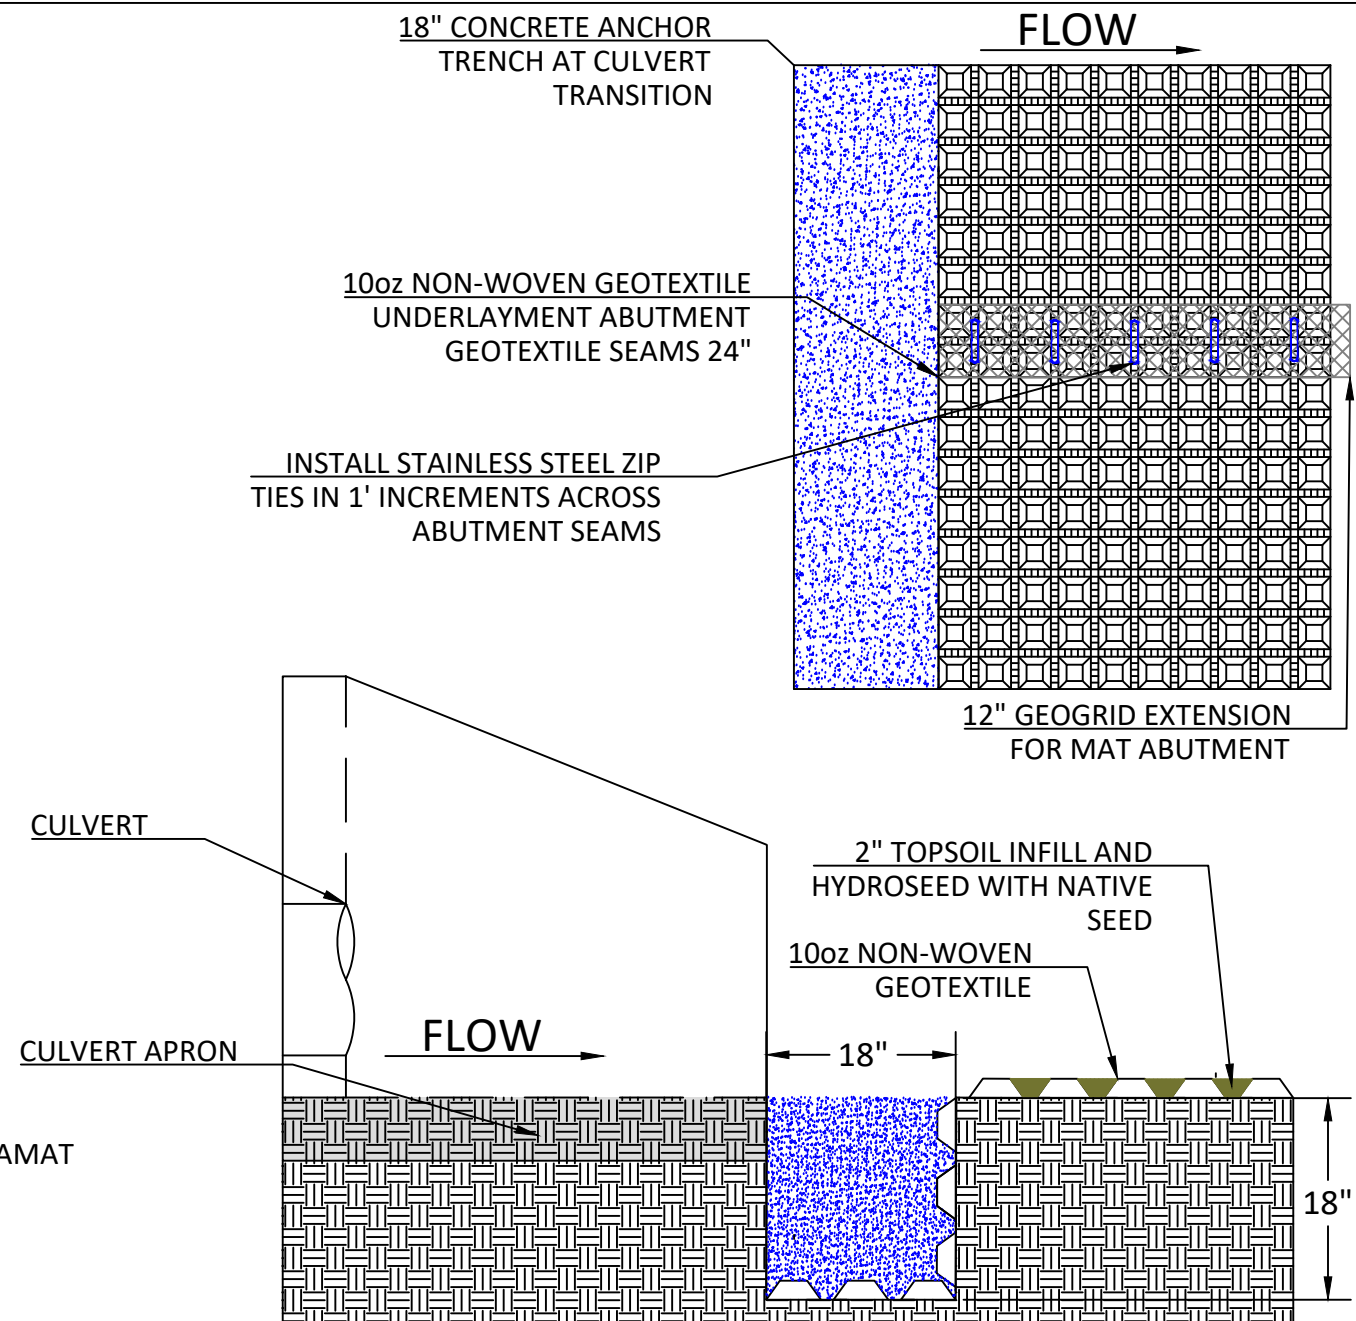 18" CONCRETE ANCHOR
TRENCH AT CULVERT
TRANSITION
FLOW
10oz NON-WOVEN GEOTEXTILE
UNDERLAYMENT ABUTMENT
GEOTEXTILE SEAMS 24"
INSTALL STAINLESS STEEL ZIP
TIES IN 1' INCREMENTS ACROSS
ABUTMENT SEAMS
12" GEOGRID EXTENSION
FOR MAT ABUTMENT
CULVERT
2" TOPSOIL INFILL AND
HYDROSEED WITH NATIVE
SEED
10oz NON-WOVEN
GEOTEXTILE
FLOW
CULVERT APRON
18"
AMAT
18"